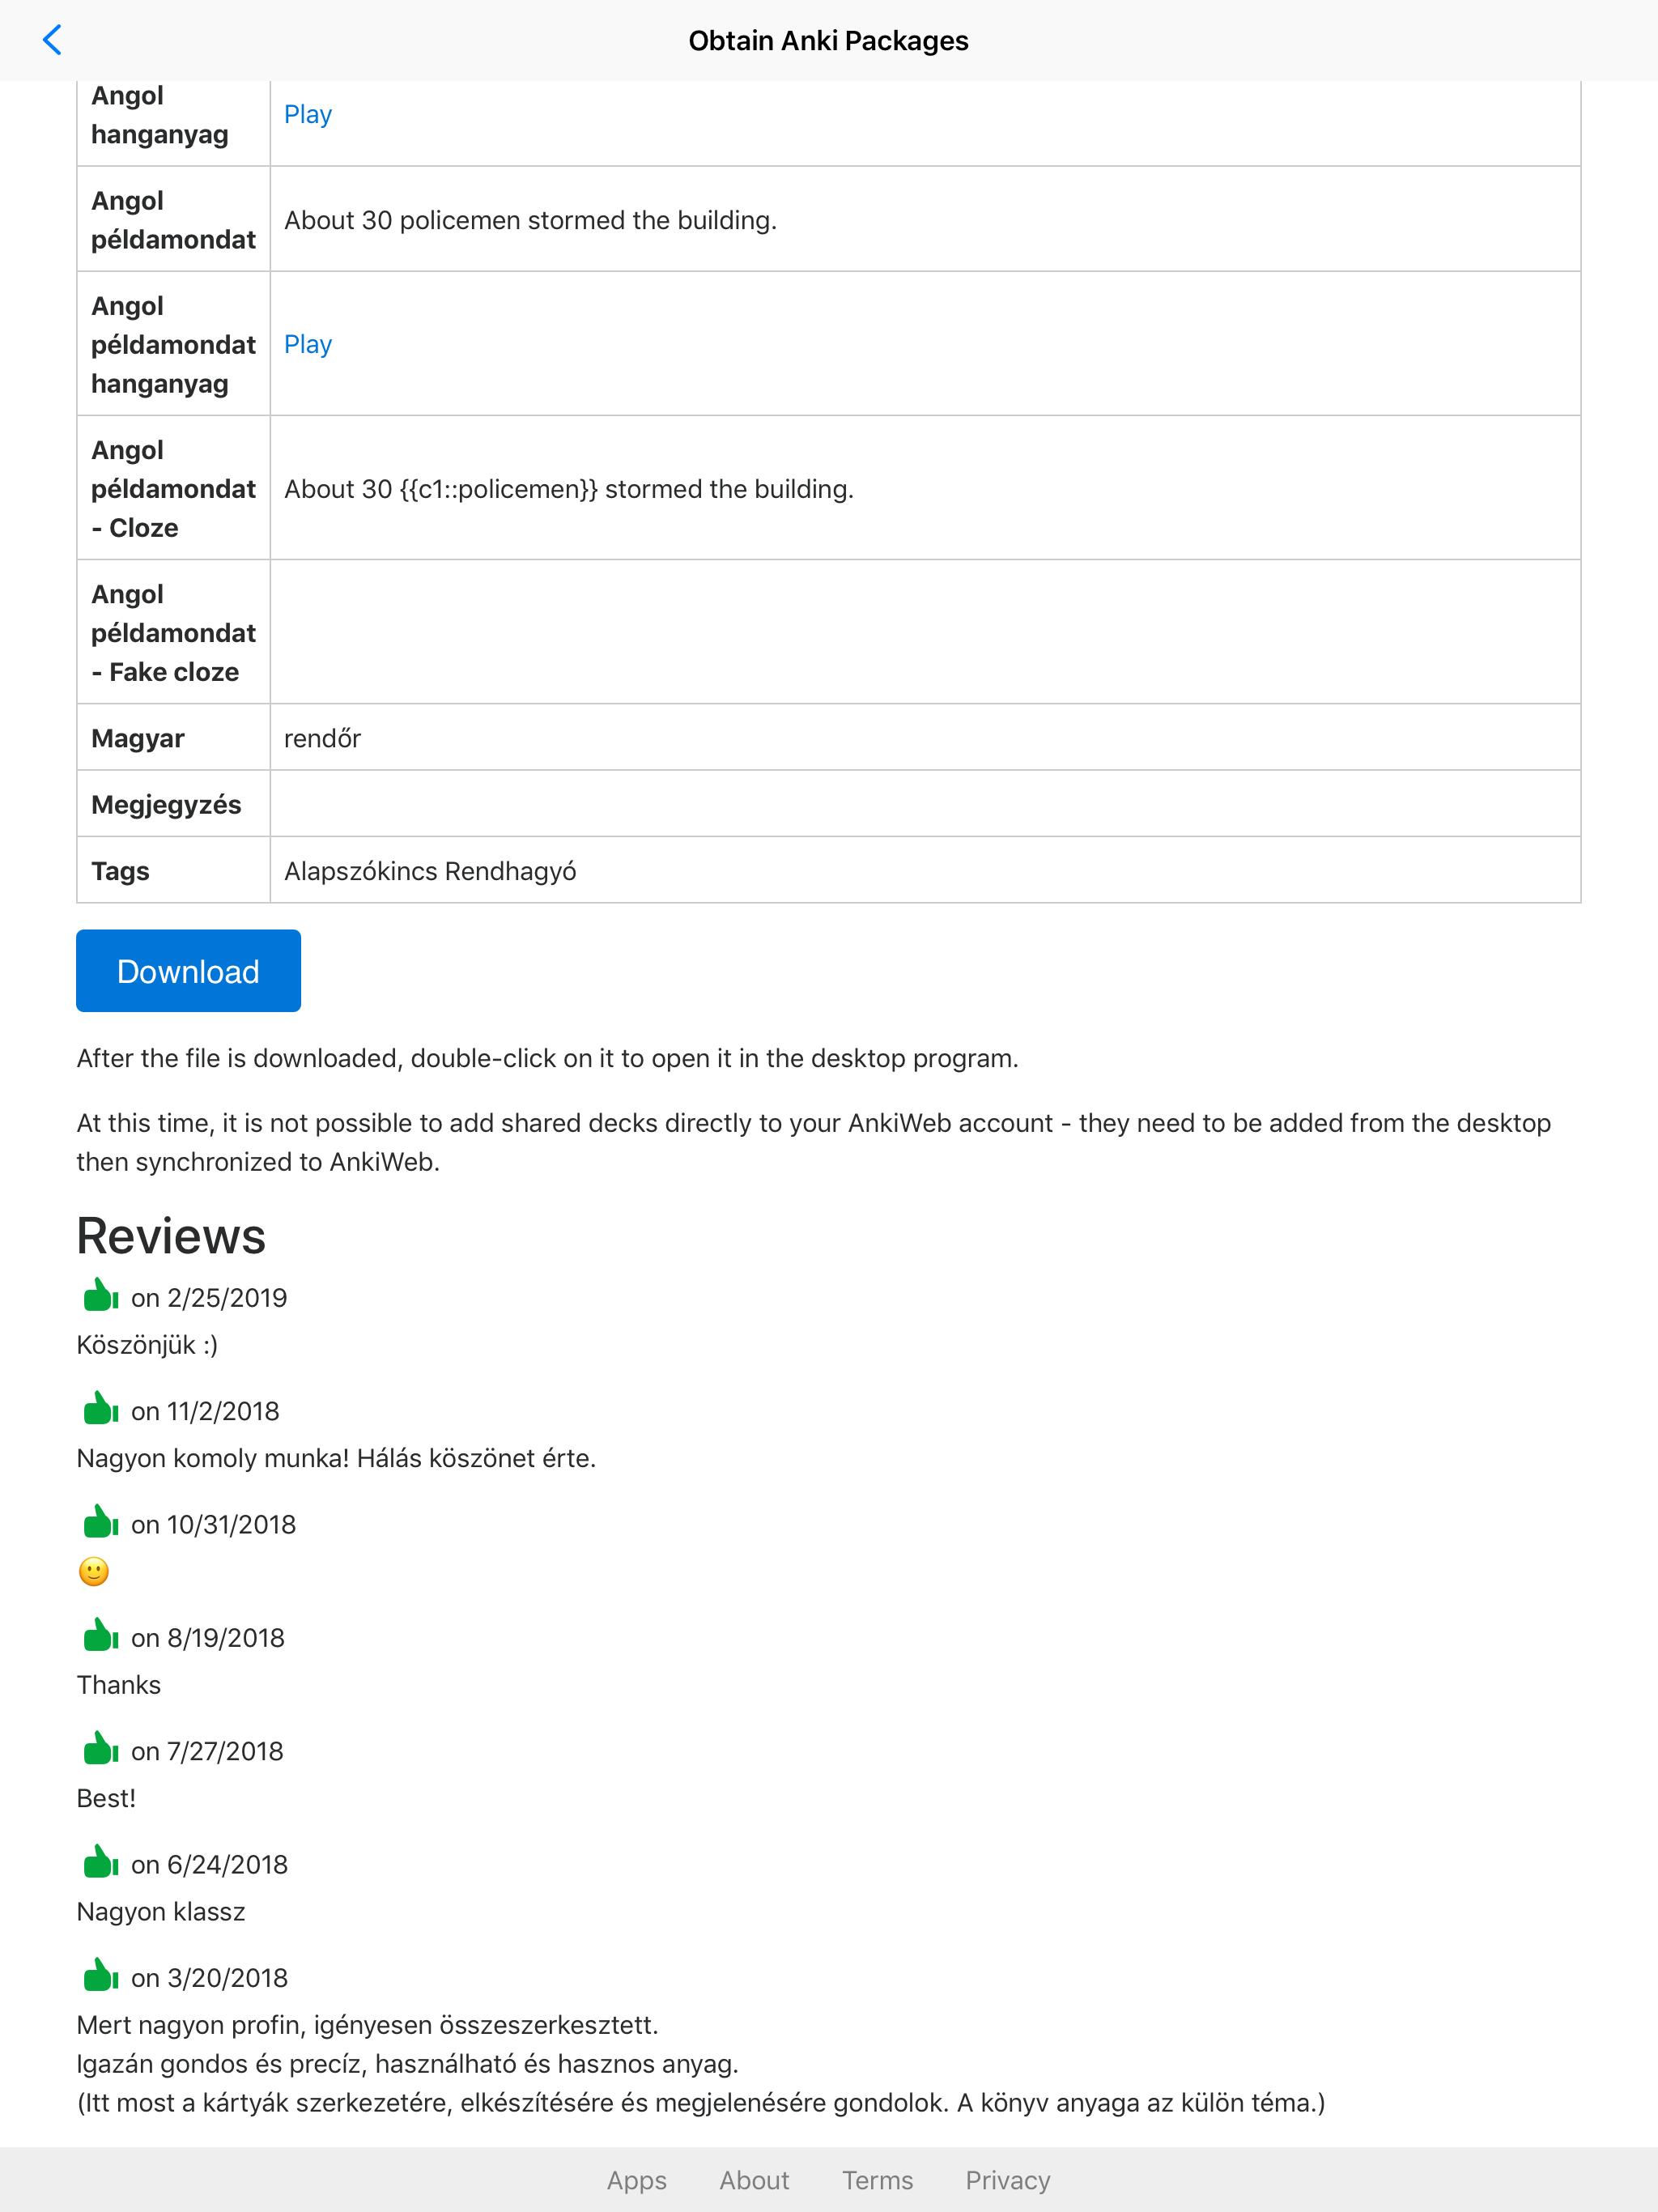 Obtain Anki Packages
Angol
hanganyag
Play
Angol
példamondat
About 30 policemen stormed the building.
Angol
példamondat
hanganyag
Play
Angol
példamondat
- Cloze
About 30 {{c1::policemen}} stormed the building.
Angol
példamondat
- Fake cloze
Magyar
rendőr
Megjegyzés
Tags
Alapszókincs Rendhagyó
Download
After the file is downloaded, double-click on it to open it in the desktop program.
At this time, it is not possible to add shared decks directly to your AnkiWeb account - they need to be added from the desktop
then synchronized to AnkiWeb.
Reviews
on 2/25/2019
Köszönjük :)
on 11/2/2018
Nagyon komoly munka! Hálás köszönet érte.
on 10/31/2018
🙂
on 8/19/2018
Thanks
on 7/27/2018
Best!
on 6/24/2018
Nagyon klassz
on 3/20/2018
Mert nagyon profin, igényesen összeszerkesztett.
Igazán gondos és precíz, használható és hasznos anyag.
(Itt most a kártyák szerkezetére, elkészítésére és megjelenésére gondolok. A könyv anyaga az külön téma.)
Apps About Terms Privacy